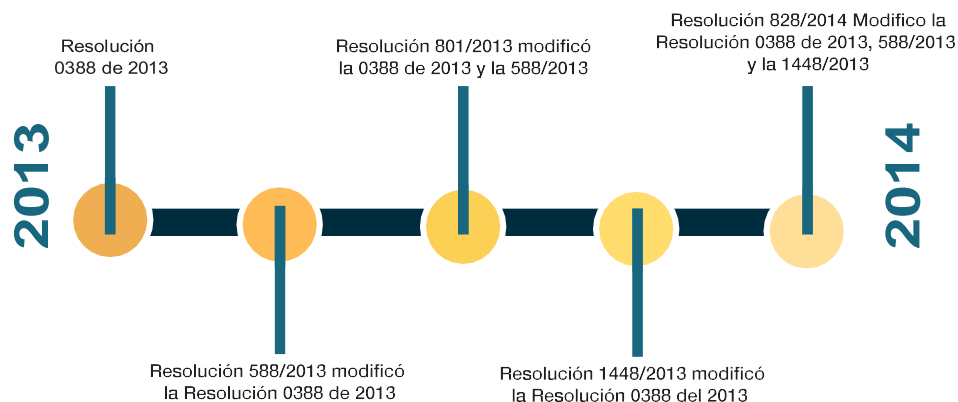 2013
Resolución
0388 de 2013
Resolución 588/2013 modificó
la Resolución 0388 de 2013
Resolución 801/2013 modificó
la 0388 de 2013 y la 588/2013
Resolución 1448/2013 modificó
la Resolución 0388 del 2013
Resolución 828/2014 Modifico la
Resolución 0388 de 2013, 588/2013
y la 1448/2013
2014